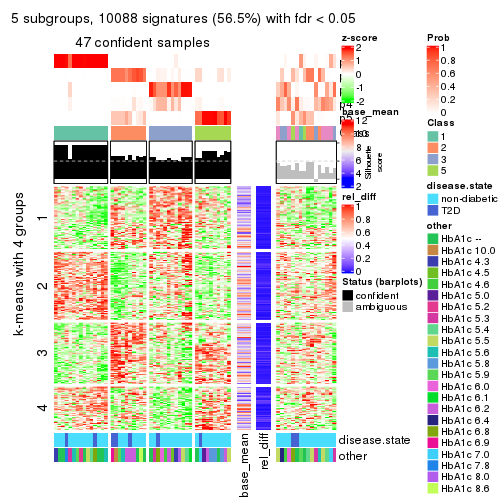 5 subgroups, 10088 signatures (56.5%) with fdr < 0.05
47 confident samples
k-means with 4 groups
1
2
3
4
base_mean
rel_diff
disease.state
other
Silhouette
score
z-score
2
1
0
-1
-2
base_mean
12
10
8
6
4
2
rel_diff
1
0.8
0.6
0.4
0.2
0
Status (barplots)
confident
ambiguous
Prob
1
0.8
0.6
0.4
0.2
0
Class
1
2
3
5
disease.state
non-diabetic
T2D
other
HbA1c --
HbA1c 10.0
HbA1c 4.3
HbA1c 4.5
HbA1c 4.6
HbA1c 5.0
HbA1c 5.2
HbA1c 5.3
HbA1c 5.4
HbA1c 5.5
HbA1c 5.6
HbA1c 5.8
HbA1c 5.9
HbA1c 6.0
HbA1c 6.1
HbA1c 6.2
HbA1c 6.4
HbA1c 6.8
HbA1c 6.9
HbA1c 7.0
HbA1c 7.8
HbA1c 8.0
HbA1c 8.6